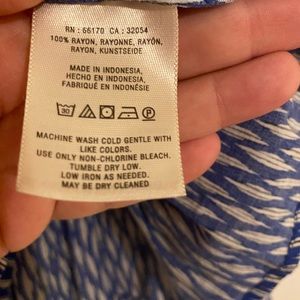 RN : 66170 CA : 32054
100% RAYON, RAYONNE, RAYÓN,
RAYON, KUNSTSEIDE
MADE IN INDONESIA,
HECHO EN INDONESIA,
FABRIQUÉ EN INDONÉSIE
30 P
MACHINE WASH COLD GENTLE WITH
LIKE COLORS.
USE ONLY NON-CHLORINE BLEACH.
TUMBLE DRY LOW.
LOW IRON AS NEEDED.
MAY BE DRY CLEANED